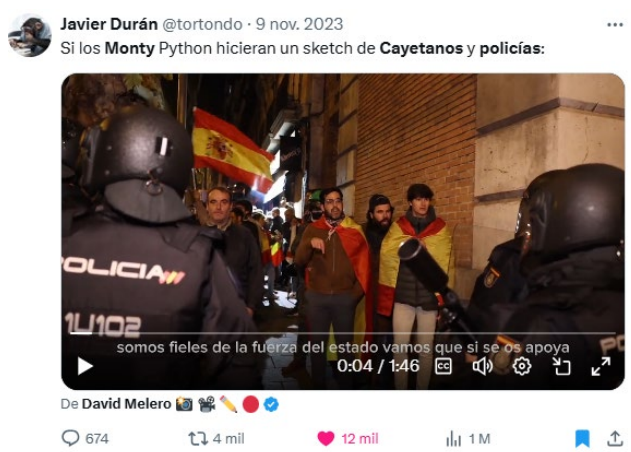 Javier Durán @tortondo · 9 nov. 2023
Si los Monty Python hicieran un sketch de Cayetanos y policías:
POLICIA
1U102
PO
somos fieles de la fuerza del estado vamos que si se os apoya
0:04 / 1:46 CC
De David Melero
674 4 mil 12 mil 1 M